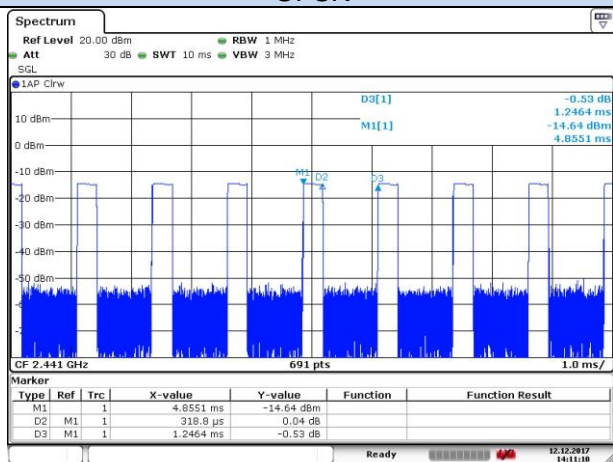 Spectrum
Ref Level 20.00 dBm RBW 1 MHz
Att 30 dB SWT 10 ms VBW 3 MHz
SGL
1AP Clrw
D3[1] -0.53 dB
1.2464 ms
M1[1] -14.64 dBm
4.8551 ms
10 dBm
0 dBm
-10 dBm
M1 D2 D3
-20 dBm
-30 dBm
-40 dBm
-50 dBm
CF 2.441 GHz 691 pts 1.0 ms/
Marker
Type Ref Trc X-value Y-value Function Function Result
M1 1 4.8551 ms -14.64 dBm
D2 M1 1 318.8 µs 0.04 dB
D3 M1 1 1.2464 ms -0.53 dB
Ready 12.12.2017
14:11:10